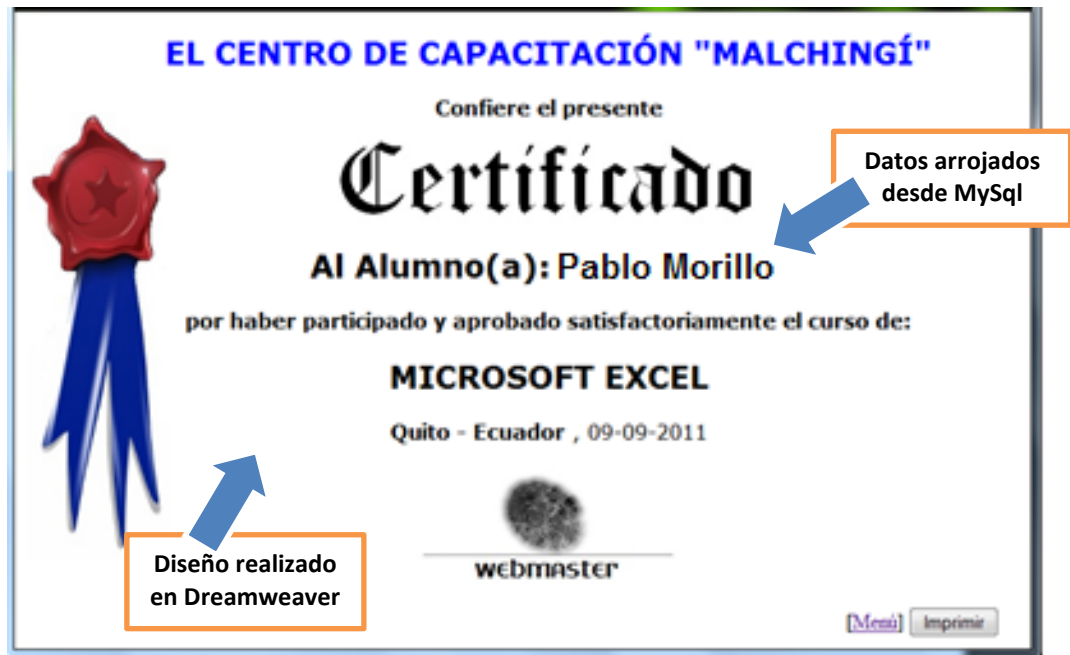 EL CENTRO DE CAPACITACIÓN "MALCHINGÍ"
Confiere el presente
Certificado
Datos arrojados
desde MySql
Al Alumno(a): Pablo Morillo
por haber participado y aprobado satisfactoriamente el curso de:
MICROSOFT EXCEL
Quito - Ecuador , 09-09-2011
webmaster
Diseño realizado
en Dreamweaver
[Menú] Imprimir